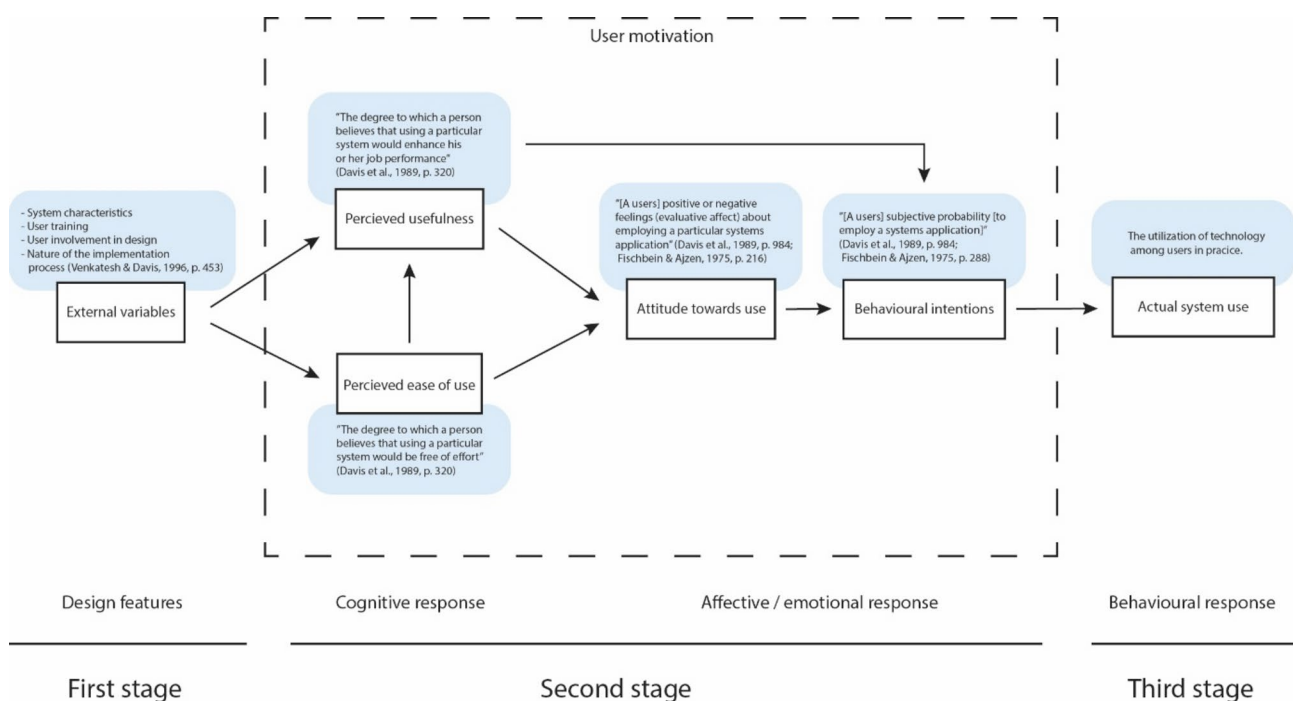 User motivation
"The degree to which a person
believes that using a particular
system would enhance his
or her job performance"
(Davis et al., 1989, p. 320)
Percieved usefulness
- System characteristics
- User training
- User involvement in design
- Nature of the implementation
process (Venkatesh & Davis, 1996, p. 453)
External variables
Percieved ease of use
"The degree to which a person
believes that using a particular
system would be free of effort"
(Davis et al., 1989, p. 320)
"[A users] positive or negative
feelings (evaluative affect) about
employing a particular systems
application" (Davis et al., 1989, p. 984;
Fischbein & Ajzen, 1975, p. 216)
Attitude towards use
"[A users] subjective probability [to
employ a systems application]"
(Davis et al., 1989, p. 984;
Fischbein & Ajzen, 1975, p. 288)
Behavioural intentions
The utilization of technology
among users in pracice.
Actual system use
Design features
Cognitive response
Affective / emotional response
Behavioural response
First stage
Second stage
Third stage